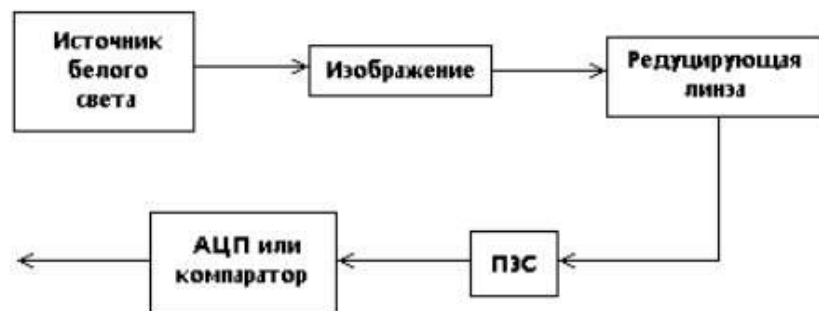 Источник
белого
света
Изображение
Редуцирующая
линза
АЦП или
компаратор
ПЗС